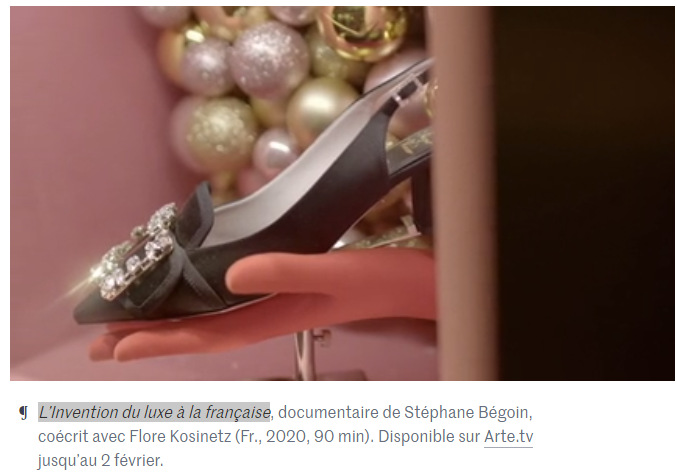 ¶ L'Invention du luxe à la française, documentaire de Stéphane Bégoin,
coécrit avec Flore Kosinetz (Fr., 2020, 90 min). Disponible sur Arte.tv
jusqu'au 2 février.